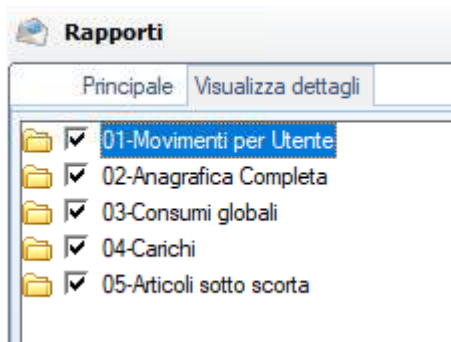 Rapporti
Principale Visualizza dettagli
01-Movimenti per Utente
02-Anagrafica Completa
03-Consumi globali
04-Carichi
05-Articoli sotto scorta